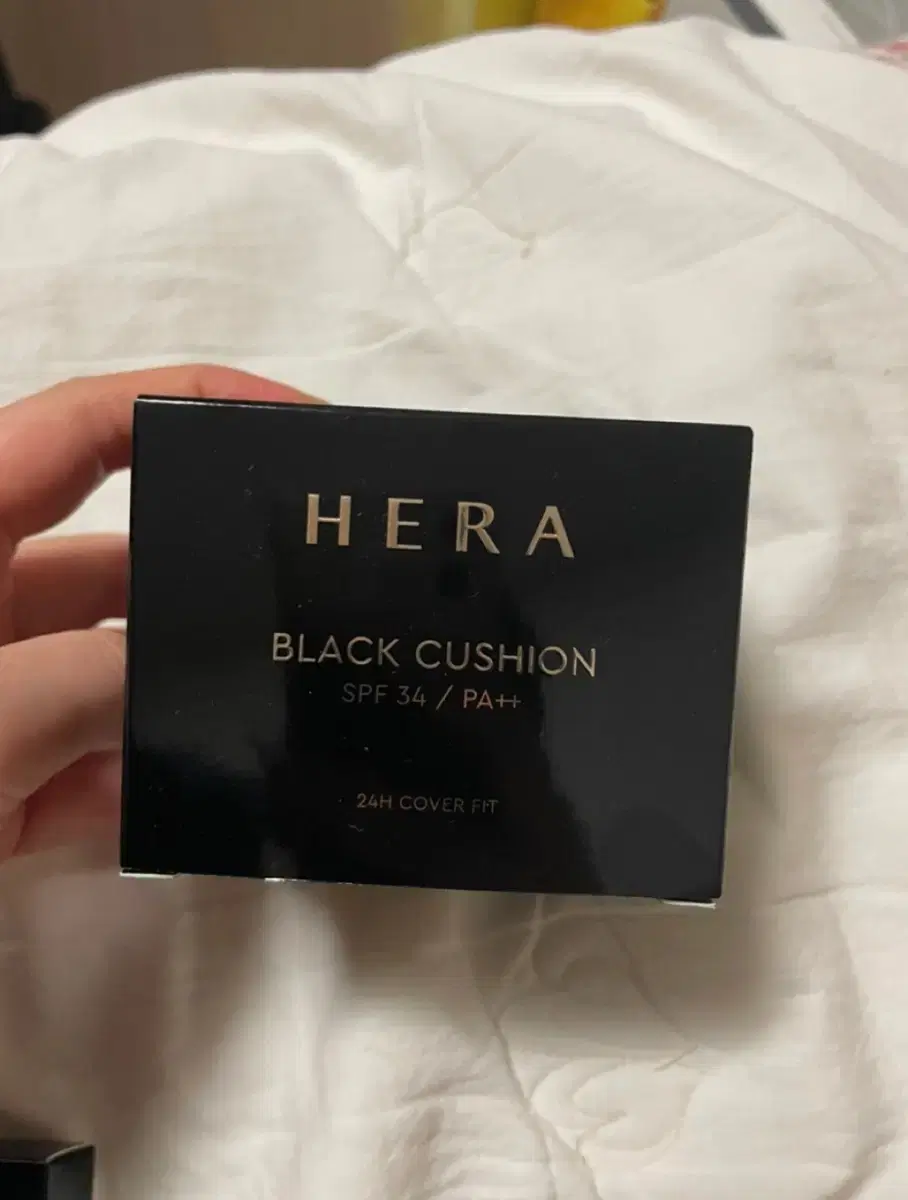 HERA
BLACK CUSHION
SPF 34 / PA++
24H COVER FIT